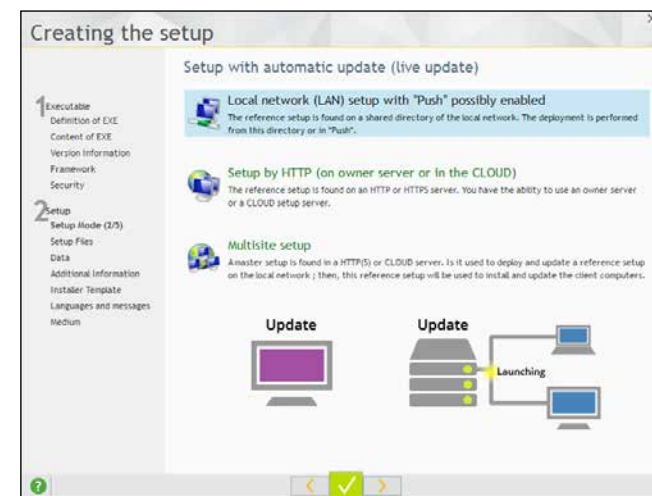 Creating the setup
Setup with automatic update (live update)
1 Executable
Definition of EXE
Content of EXE
Version Information
Framework
Security
2 Setup
Setup Mode (2/5)
Setup Files
Data
Additional Information
Installer Template
Languages and messages
Medium
Local network (LAN) setup with "Push" possibly enabled
The reference setup is found on a shared directory of the local network. The deployment is performed
from this directory or in "Push".
Setup by HTTP (on owner server or in the CLOUD)
The reference setup is found on an HTTP or HTTPS server. You have the ability to use an owner server
or a CLOUD setup server.
Multisite setup
A master setup is found in a HTTP(S) or CLOUD server. Is it used to deploy and update a reference setup
on the local network ; then, this reference setup will be used to install and update the client computers.
Update
Update
Launching
?